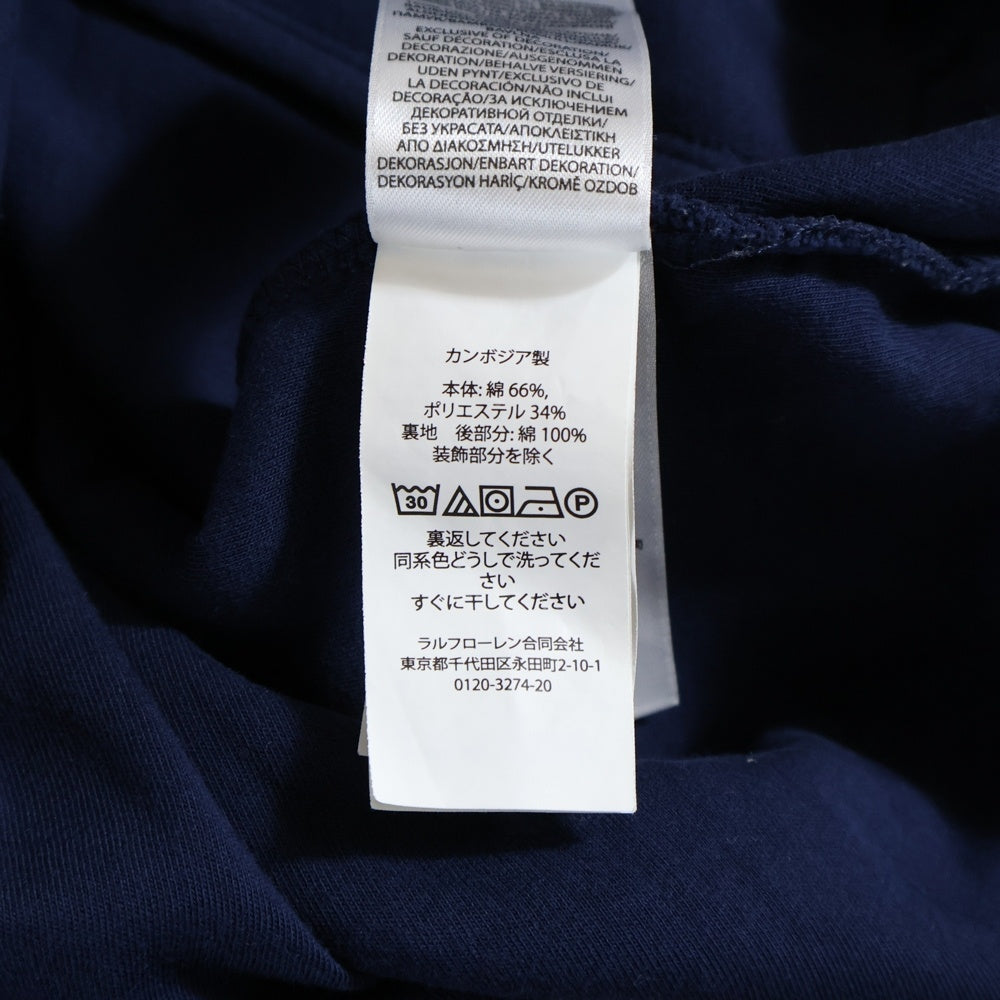 EXCLUSIVE OF DECORATION/
SAUF DÉCORATION/ESCLUSA LA
DECORAZIONE/AUSGENOMMEN
DEKORATION/BEHALVE VERSIERING/
UDEN PYNT/EXCLUSIVO DE
LA DECORACIÓN/NÃO INCLUI
DECORAÇÃO/ЗА ИСКЛЮЧЕНИЕМ
ДЕКОРАТИВНОЙ ОТДЕЛКИ/
БЕЗ УКРАСАТА/ΑΠΟΚΛΕΙΣΤΙΚΗ
ΑΠΟ ΔΙΑΚΟΣΜΗΣΗ/UTELUKKER
DEKORASJON/ENBART DEKORATION/
DEKORASYON HARİÇ/KROMĚ OZDOB
カンボジア製
本体: 綿 66%,
ポリエステル 34%
裏地　後部分: 綿 100%
装飾部分を除く
30 P
裏返してください
同系色どうしで洗ってくだ
さい
すぐに干してください
ラルフローレン合同会社
東京都千代田区永田町2-10-1
0120-3274-20